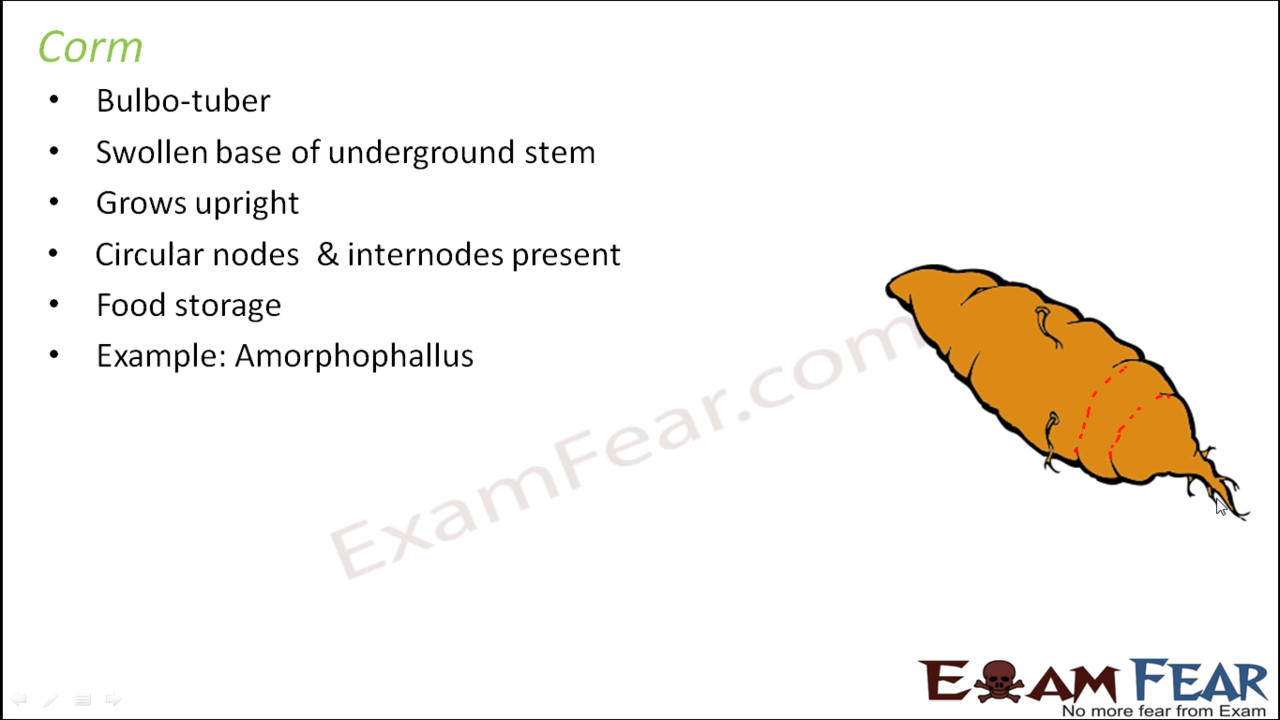 Corm
• Bulbo-tuber
• Swollen base of underground stem
• Grows upright
• Circular nodes & internodes present
• Food storage
• Example: Amorphophallus
ExamFear.com
EXAM FEAR
No more fear from Exam